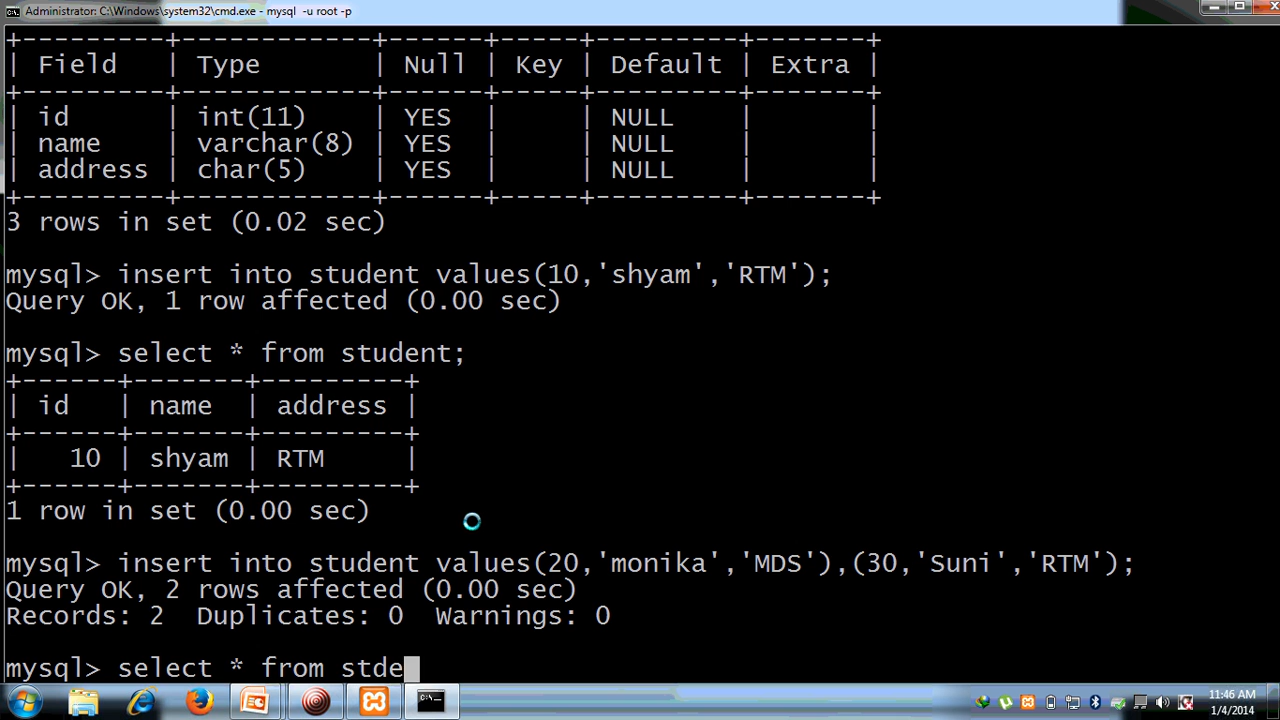 Administrator: C:\Windows\system32\cmd.exe - mysql -u root -p
+---------+------------+------+-----+---------+-------+
| Field   | Type       | Null | Key | Default | Extra |
+---------+------------+------+-----+---------+-------+
| id      | int(11)    | YES  |     | NULL    |       |
| name    | varchar(8) | YES  |     | NULL    |       |
| address | char(5)    | YES  |     | NULL    |       |
+---------+------------+------+-----+---------+-------+
3 rows in set (0.02 sec)
mysql> insert into student values(10,'shyam','RTM');
Query OK, 1 row affected (0.00 sec)
mysql> select * from student;
+------+-------+---------+
| id   | name  | address |
+------+-------+---------+
|   10 | shyam | RTM     |
+------+-------+---------+
1 row in set (0.00 sec)
mysql> insert into student values(20,'monika','MDS'),(30,'Suni','RTM');
Query OK, 2 rows affected (0.00 sec)
Records: 2  Duplicates: 0  Warnings: 0
mysql> select * from stde
11:46 AM
1/4/2014